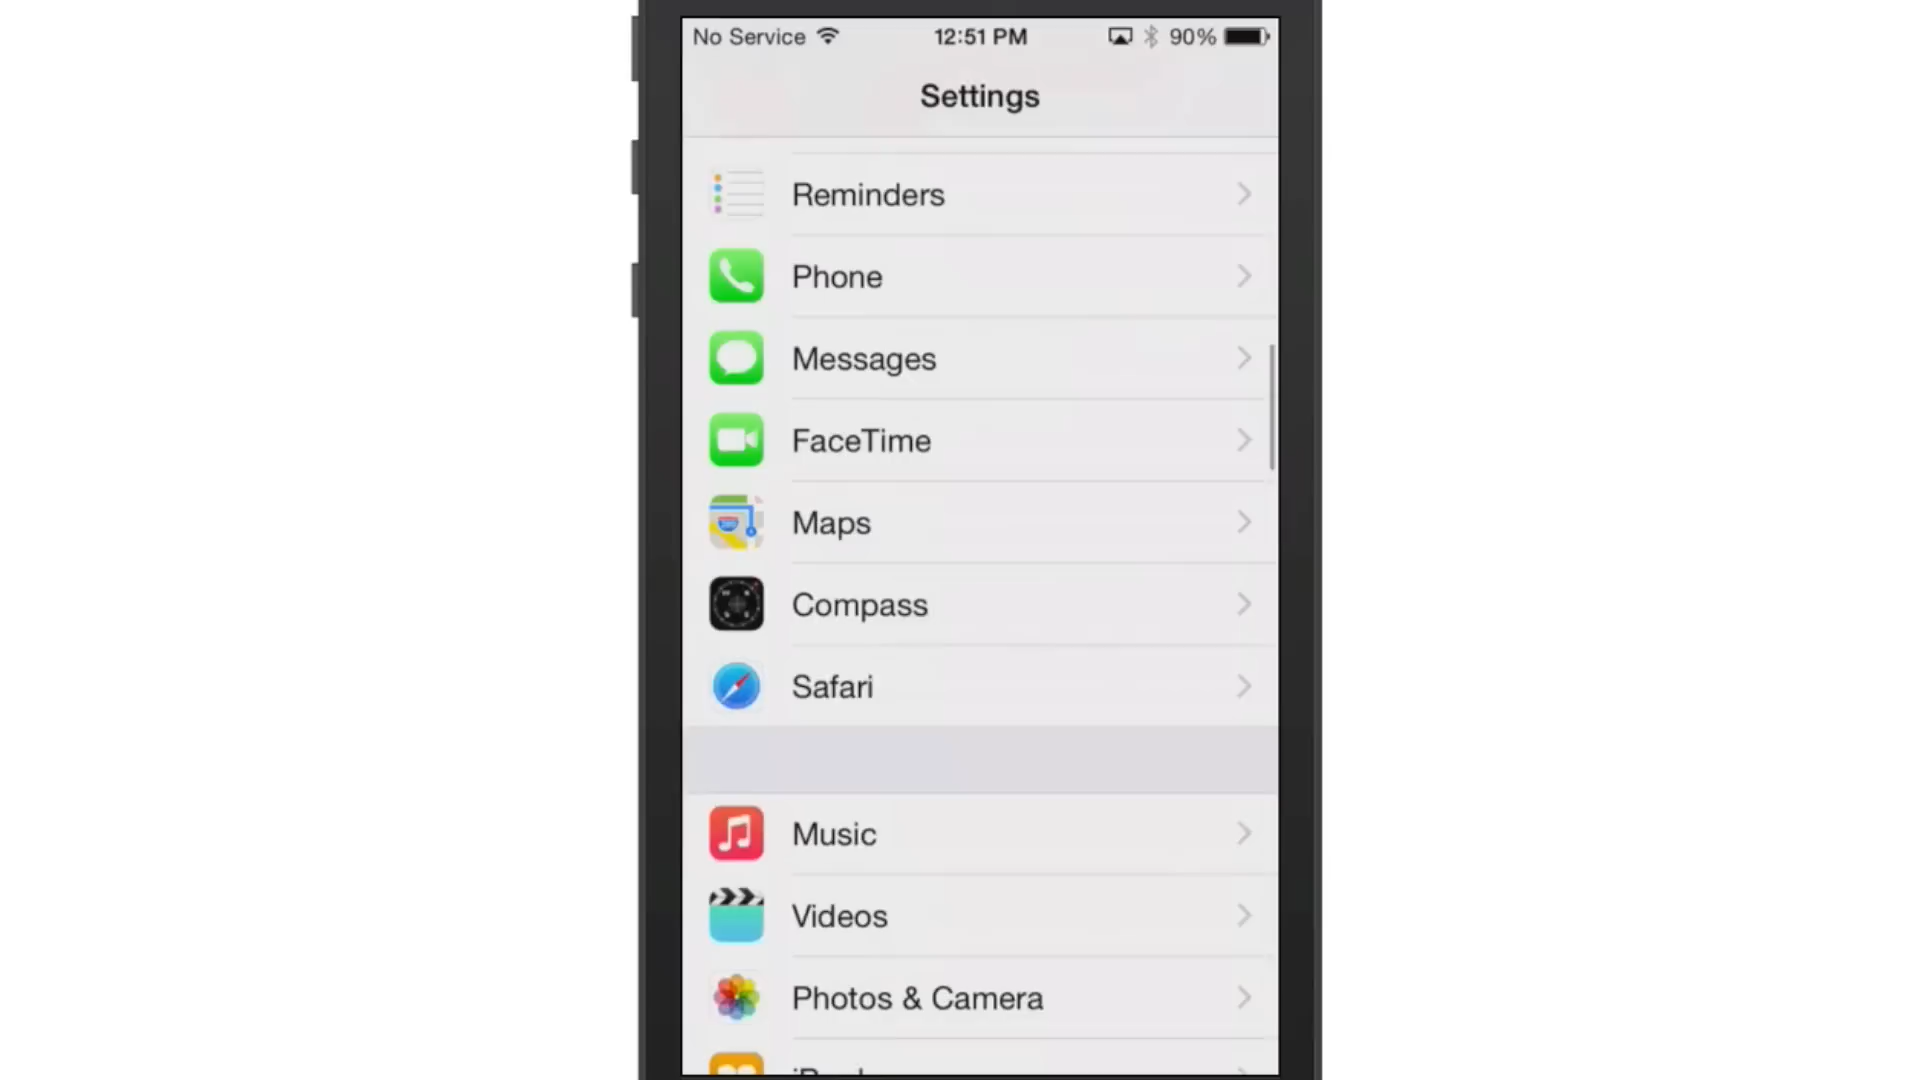 No Service 12:51 PM 90%
Settings
Reminders
Phone
Messages
FaceTime
Maps
Compass
Safari
Music
Videos
Photos & Camera